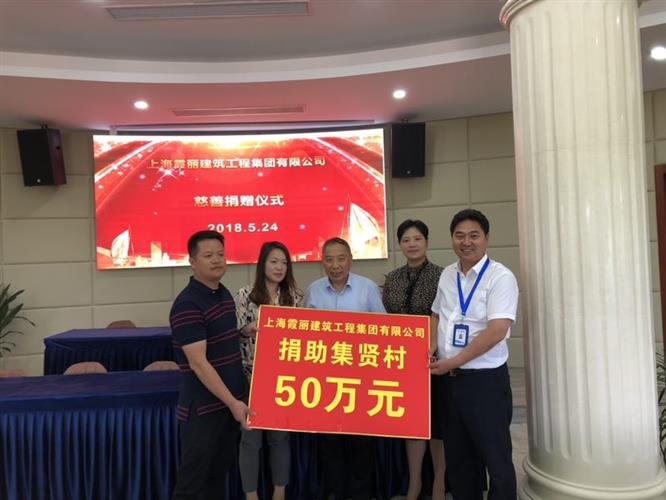 上海霞丽建筑工程集团有限公司
慈善捐赠仪式
2018.5.24
上海霞丽建筑工程集团有限公司
捐助集贤村
50万元